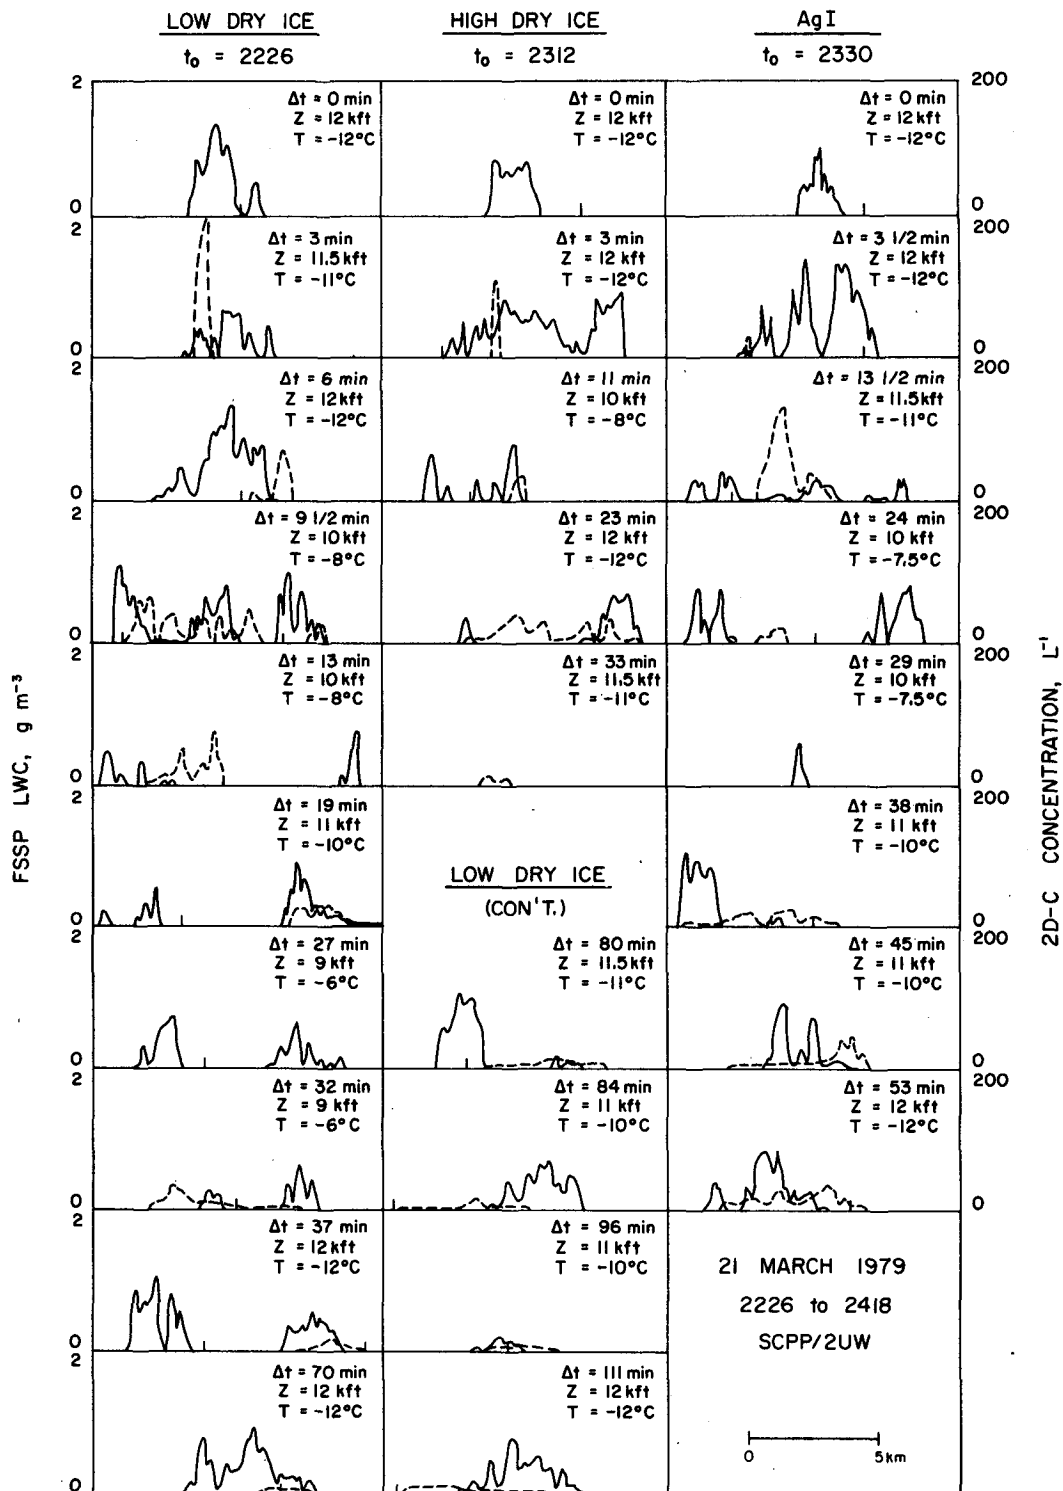 LOW DRY ICE
t₀ = 2226
HIGH DRY ICE
t₀ = 2312
AgI
t₀ = 2330
FSSP LWC, g m⁻³
2D-C CONCENTRATION, L⁻¹
2
0
Δt = 0 min
Z = 12 kft
T = -12°C
Δt = 0 min
Z = 12 kft
T = -12°C
Δt = 0 min
Z = 12 kft
T = -12°C
200
0
2
0
Δt = 3 min
Z = 11.5 kft
T = -11°C
Δt = 3 min
Z = 12 kft
T = -12°C
Δt = 3 1/2 min
Z = 12 kft
T = -12°C
200
0
2
0
Δt = 6 min
Z = 12 kft
T = -12°C
Δt = 11 min
Z = 10 kft
T = -8°C
Δt = 13 1/2 min
Z = 11.5 kft
T = -11°C
200
0
2
0
Δt = 9 1/2 min
Z = 10 kft
T = -8°C
Δt = 23 min
Z = 12 kft
T = -12°C
Δt = 24 min
Z = 10 kft
T = -7.5°C
200
0
2
0
Δt = 13 min
Z = 10 kft
T = -8°C
Δt = 33 min
Z = 11.5 kft
T = -11°C
Δt = 29 min
Z = 10 kft
T = -7.5°C
200
0
2
0
Δt = 19 min
Z = 11 kft
T = -10°C
LOW DRY ICE
(CON'T.)
Δt = 38 min
Z = 11 kft
T = -10°C
200
0
2
0
Δt = 27 min
Z = 9 kft
T = -6°C
Δt = 80 min
Z = 11.5 kft
T = -11°C
Δt = 45 min
Z = 11 kft
T = -10°C
200
0
2
0
Δt = 32 min
Z = 9 kft
T = -6°C
Δt = 84 min
Z = 11 kft
T = -10°C
Δt = 53 min
Z = 12 kft
T = -12°C
200
0
2
0
Δt = 37 min
Z = 12 kft
T = -12°C
Δt = 96 min
Z = 11 kft
T = -10°C
21 MARCH 1979
2226 to 2418
SCPP/2UW
2
0
Δt = 70 min
Z = 12 kft
T = -12°C
Δt = 111 min
Z = 12 kft
T = -12°C
0 5km